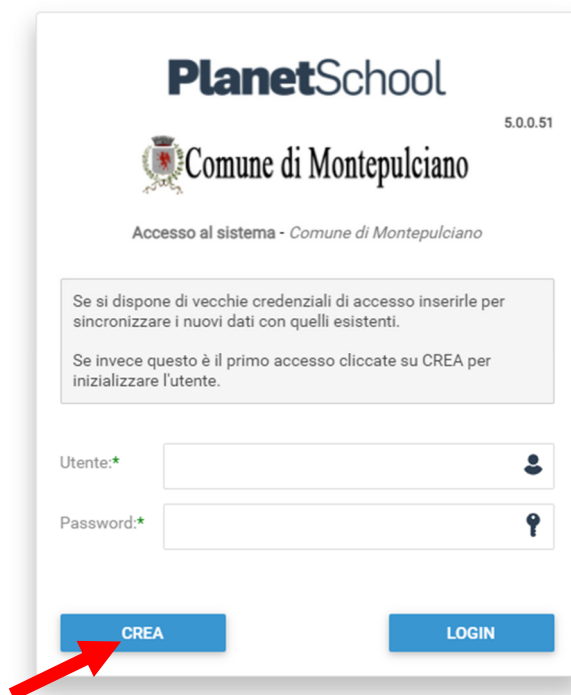 PlanetSchool
5.0.0.51
Comune di Montepulciano
Accesso al sistema - Comune di Montepulciano
Se si dispone di vecchie credenziali di accesso inserirle per
sincronizzare i nuovi dati con quelli esistenti.
Se invece questo è il primo accesso cliccate su CREA per
inizializzare l'utente.
Utente:*
Password:*
CREA
LOGIN